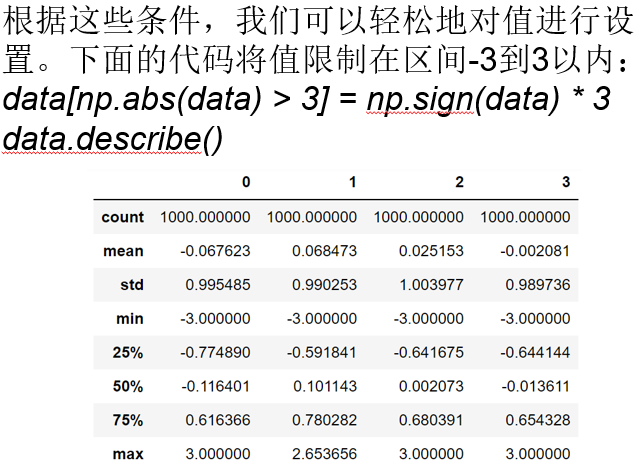 根据这些条件，我们可以轻松地对值进行设
置。下面的代码将值限制在区间-3到3以内：
data[np.abs(data) > 3] = np.sign(data) * 3
data.describe()
0 1 2 3
count 1000.000000 1000.000000 1000.000000 1000.000000
mean -0.067623 0.068473 0.025153 -0.002081
std 0.995485 0.990253 1.003977 0.989736
min -3.000000 -3.000000 -3.000000 -3.000000
25% -0.774890 -0.591841 -0.641675 -0.644144
50% -0.116401 0.101143 0.002073 -0.013611
75% 0.616366 0.780282 0.680391 0.654328
max 3.000000 2.653656 3.000000 3.000000